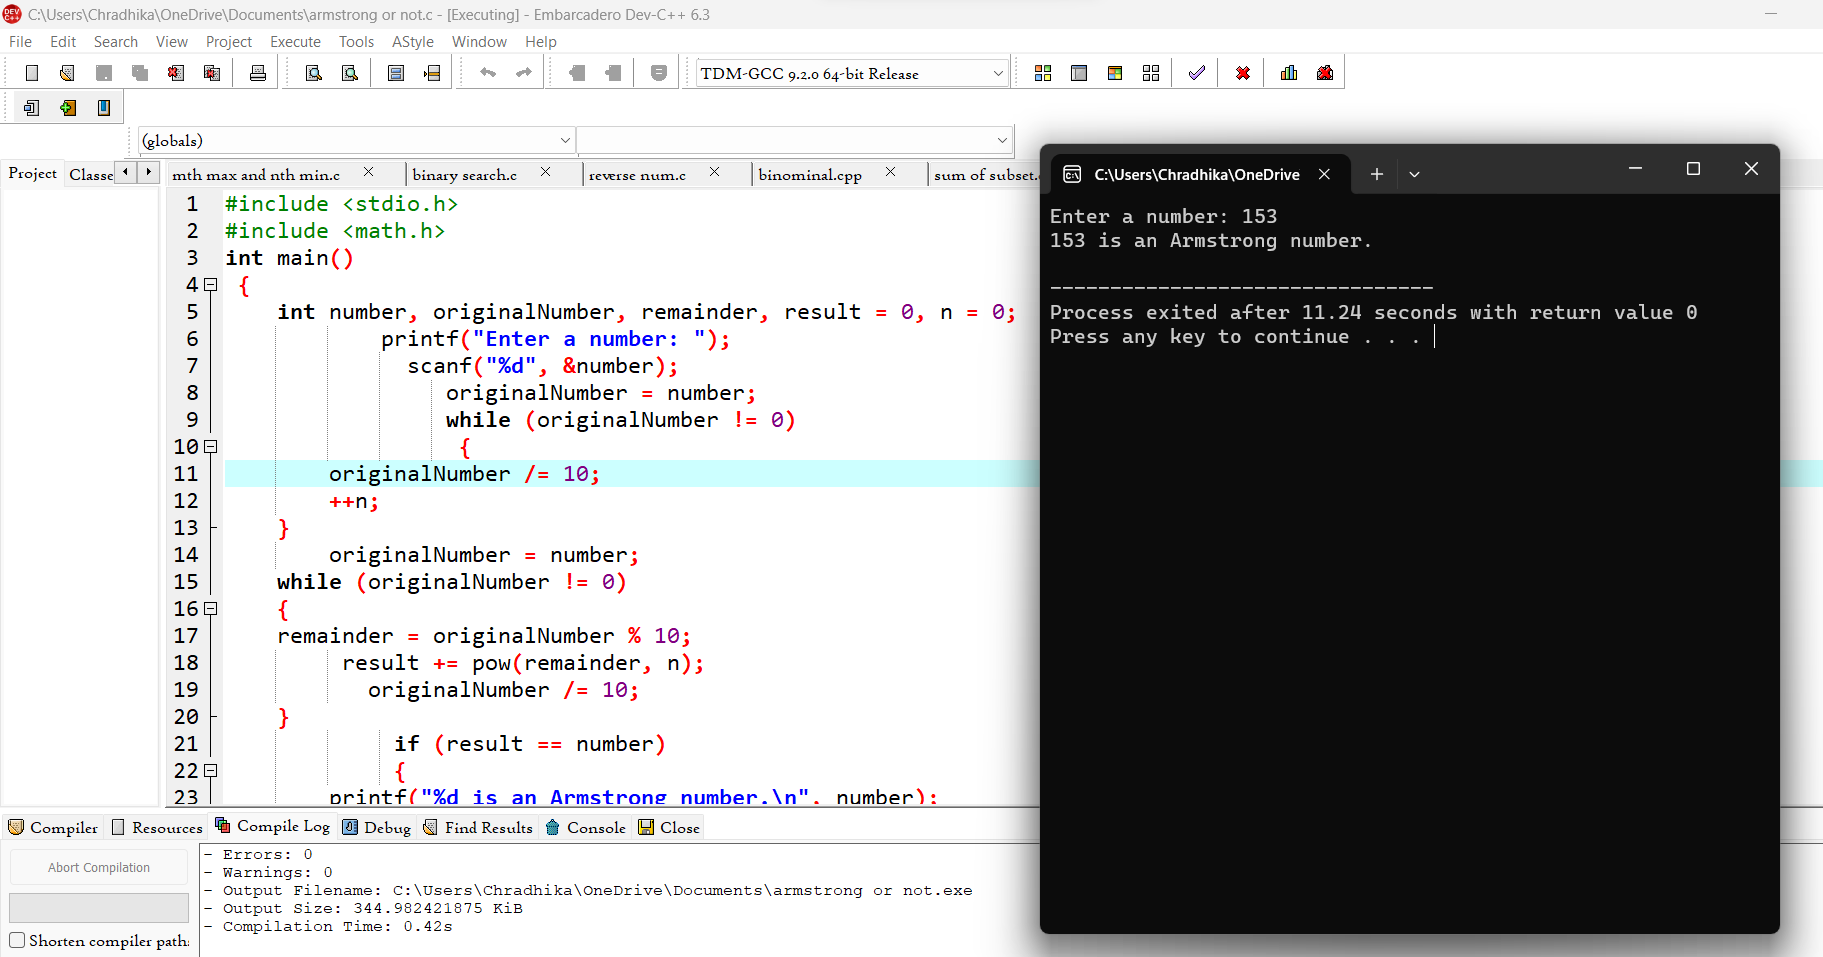 C:\Users\Chradhika\OneDrive\Documents\armstrong or not.c - [Executing] - Embarcadero Dev-C++ 6.3
File Edit Search View Project Execute Tools AStyle Window Help
TDM-GCC 9.2.0 64-bit Release
(globals)
Project Classe
mth max and nth min.c binary search.c reverse num.c binominal.cpp sum of subset.
1 #include <stdio.h>
2 #include <math.h>
3 int main()
4 {
5 int number, originalNumber, remainder, result = 0, n = 0;
6 printf("Enter a number: ");
7 scanf("%d", &number);
8 originalNumber = number;
9 while (originalNumber != 0)
10 {
11 originalNumber /= 10;
12 ++n;
13 }
14 originalNumber = number;
15 while (originalNumber != 0)
16 {
17 remainder = originalNumber % 10;
18 result += pow(remainder, n);
19 originalNumber /= 10;
20 }
21 if (result == number)
22 {
23 printf("%d is an Armstrong number.\n", number);
C:\Users\Chradhika\OneDrive
Enter a number: 153
153 is an Armstrong number.
--------------------------------
Process exited after 11.24 seconds with return value 0
Press any key to continue . . .
Compiler Resources Compile Log Debug Find Results Console Close
Abort Compilation
Shorten compiler path
- Errors: 0
- Warnings: 0
- Output Filename: C:\Users\Chradhika\OneDrive\Documents\armstrong or not.exe
- Output Size: 344.982421875 KiB
- Compilation Time: 0.42s